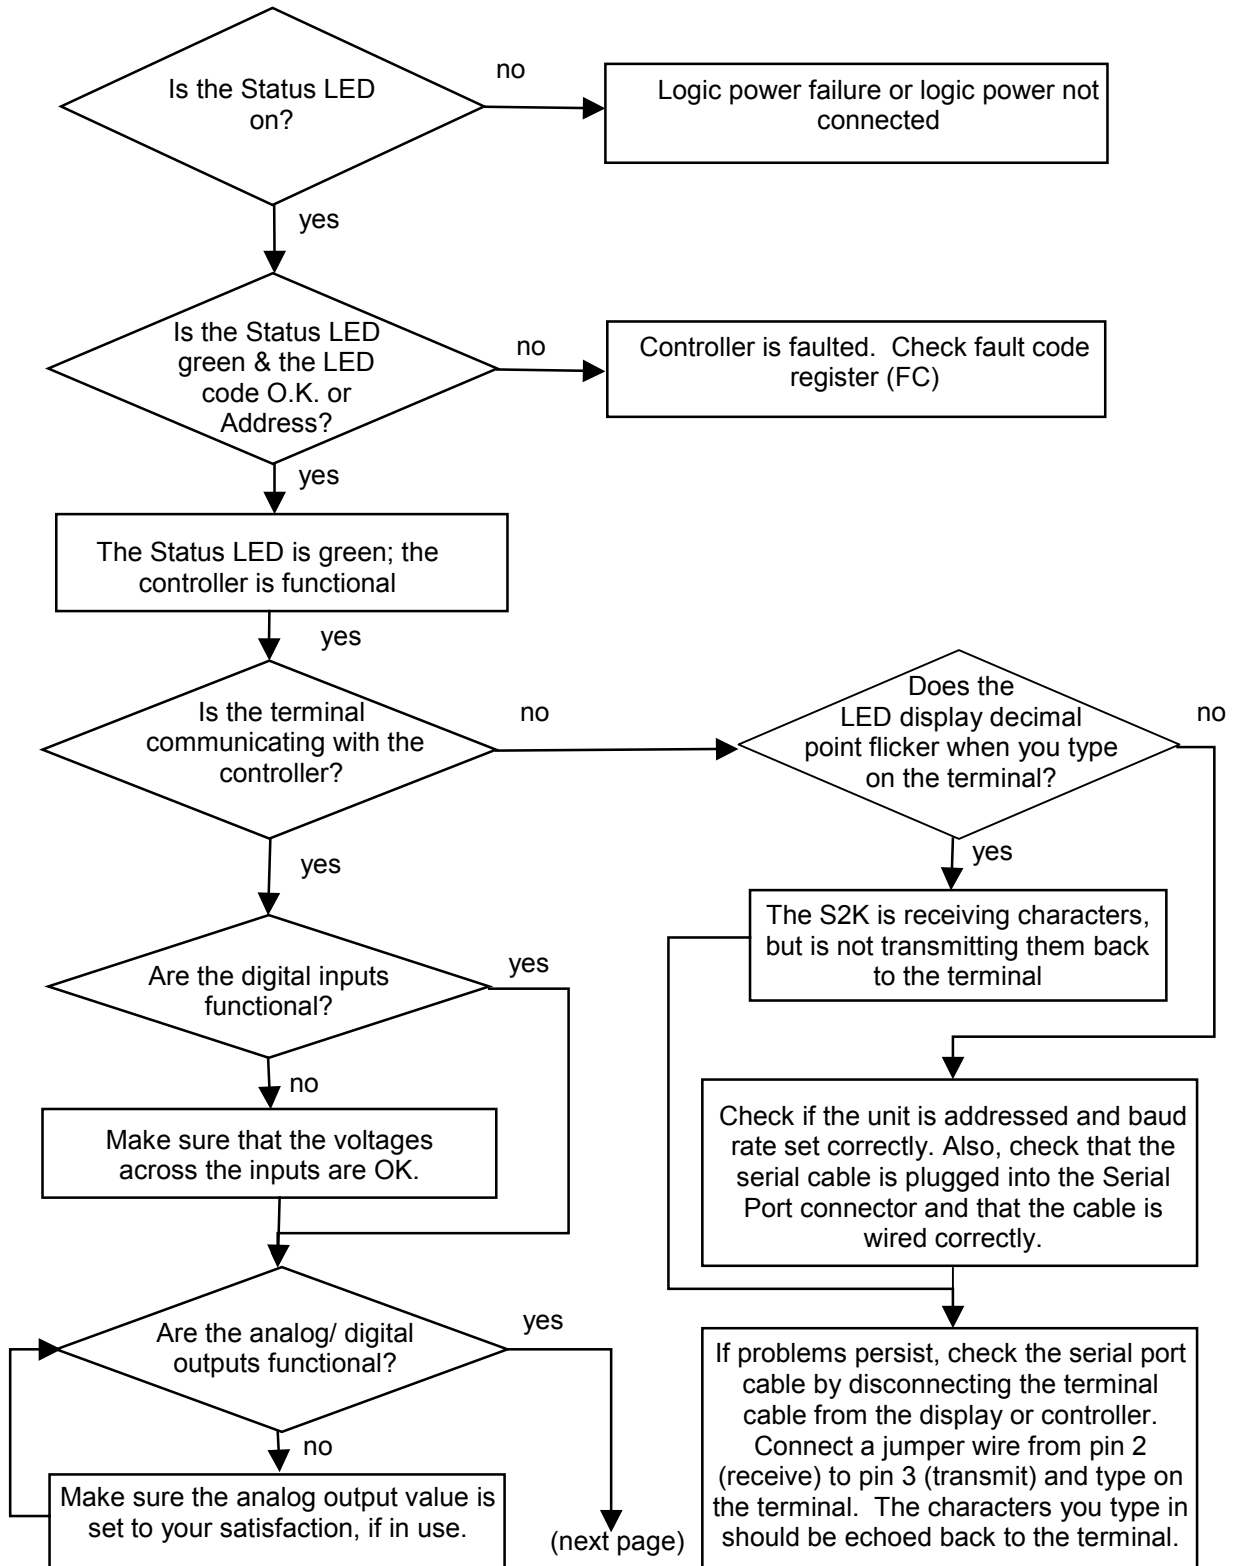 Is the Status LED
on?
no
Logic power failure or logic power not
connected
yes
Is the Status LED
green & the LED
code O.K. or
Address?
no
Controller is faulted.  Check fault code
register (FC)
yes
The Status LED is green; the
controller is functional
yes
Is the terminal
communicating with the
controller?
no
Does the
LED display decimal
point flicker when you type
on the terminal?
no
yes
yes
The S2K is receiving characters,
but is not transmitting them back
to the terminal
Are the digital inputs
functional?
yes
no
Make sure that the voltages
across the inputs are OK.
Check if the unit is addressed and baud
rate set correctly. Also, check that the
serial cable is plugged into the Serial
Port connector and that the cable is
wired correctly.
Are the analog/ digital
outputs functional?
yes
no
Make sure the analog output value is
set to your satisfaction, if in use.
(next page)
If problems persist, check the serial port
cable by disconnecting the terminal
cable from the display or controller.
Connect a jumper wire from pin 2
(receive) to pin 3 (transmit) and type on
the terminal.  The characters you type in
should be echoed back to the terminal.